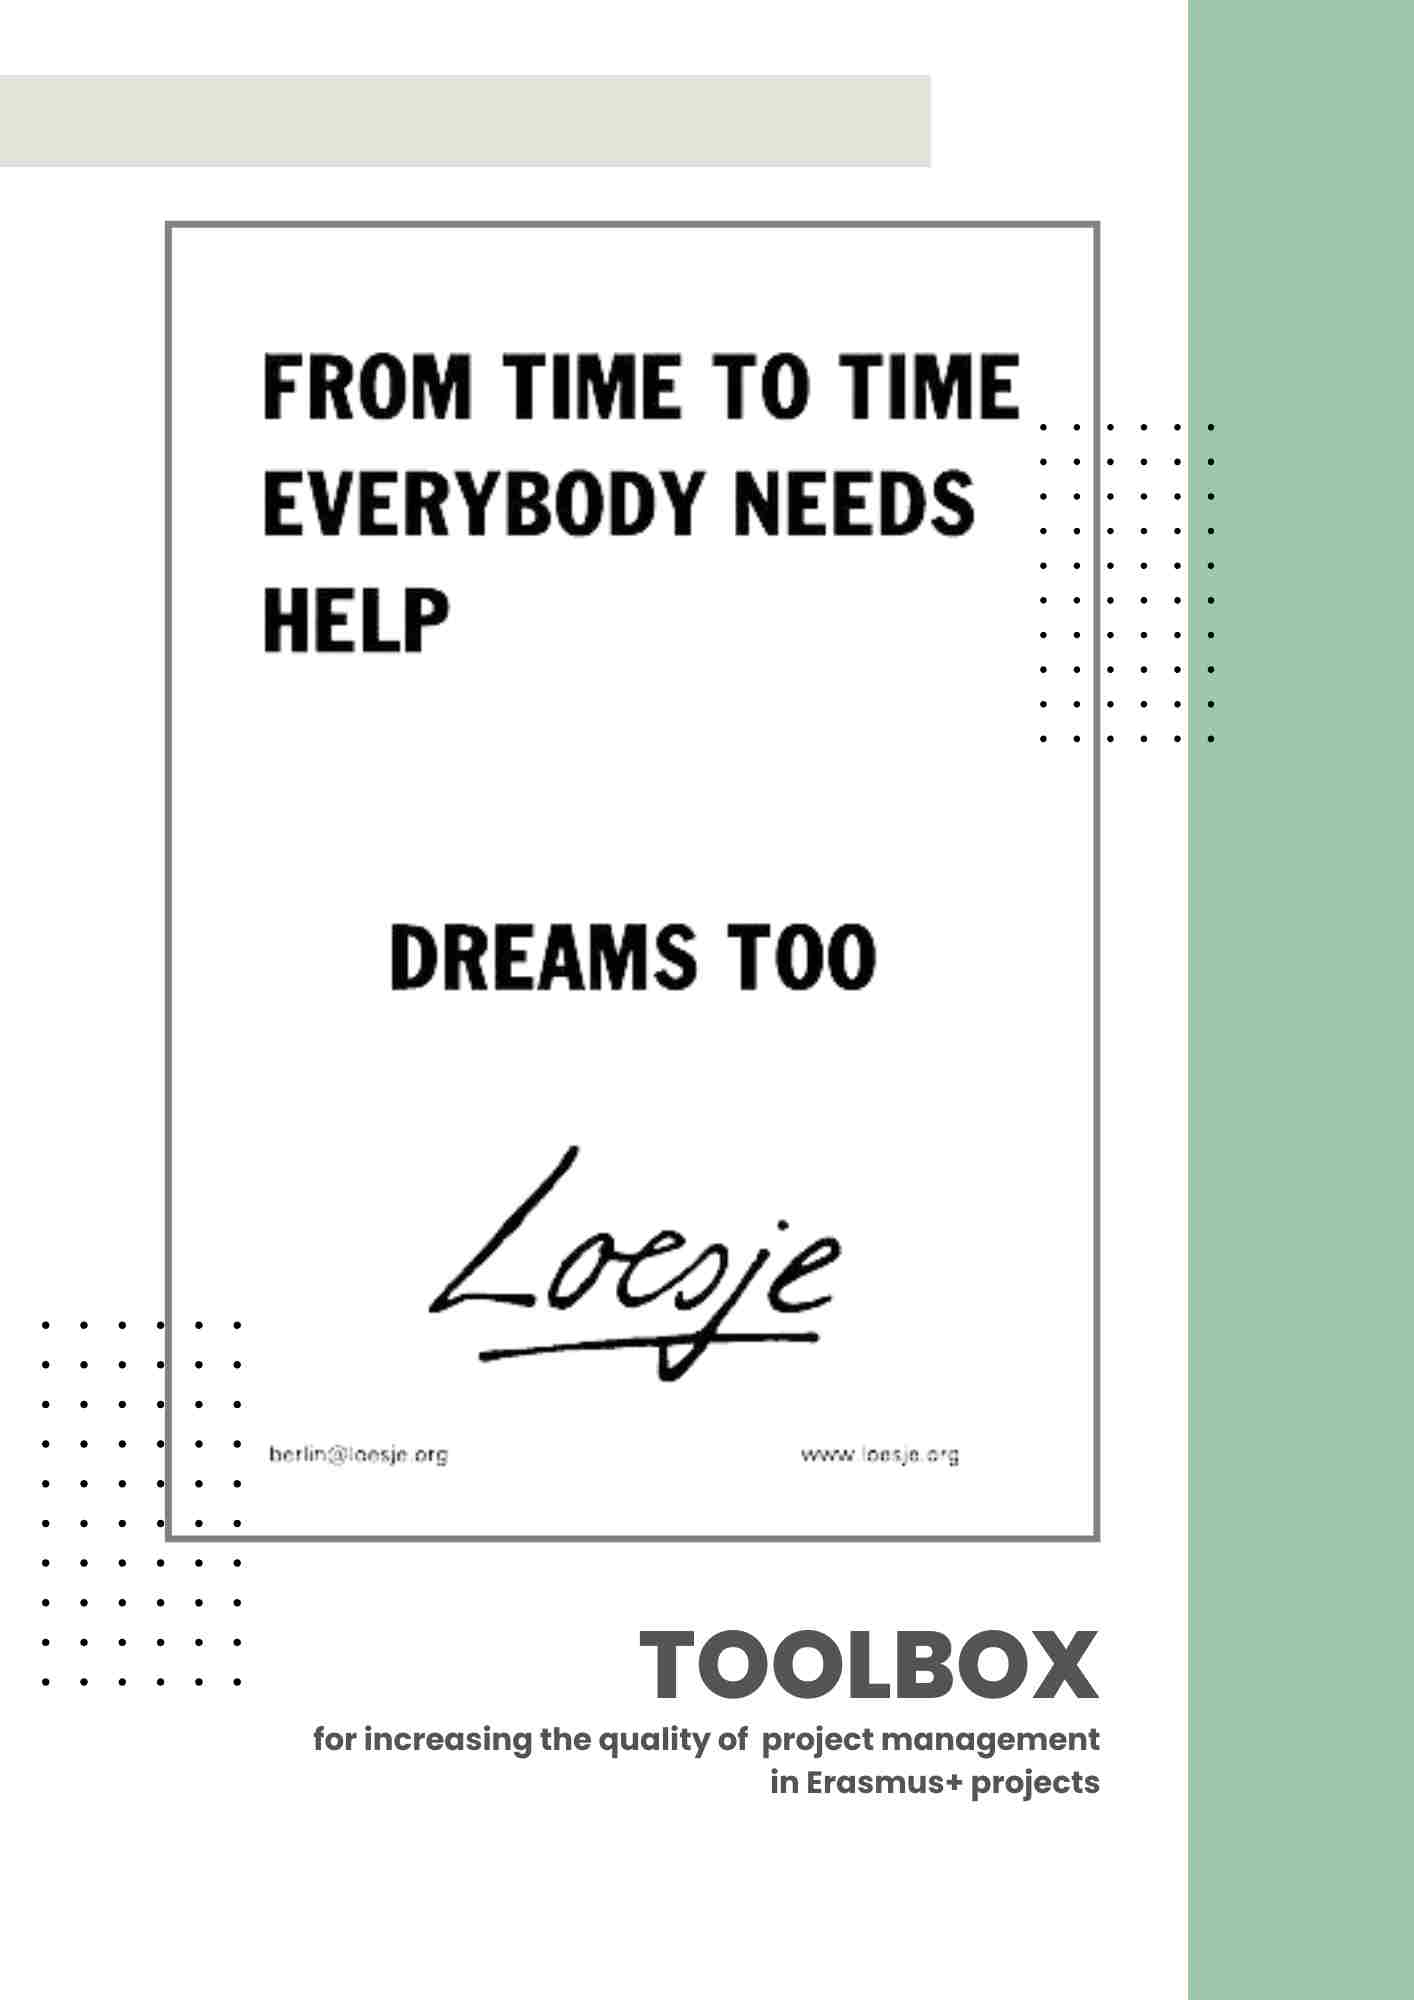 FROM TIME TO TIME
EVERYBODY NEEDS
HELP
DREAMS TOO
Loesje
berlin@loesje.org
www.loesje.org
TOOLBOX
for increasing the quality of project management
in Erasmus+ projects